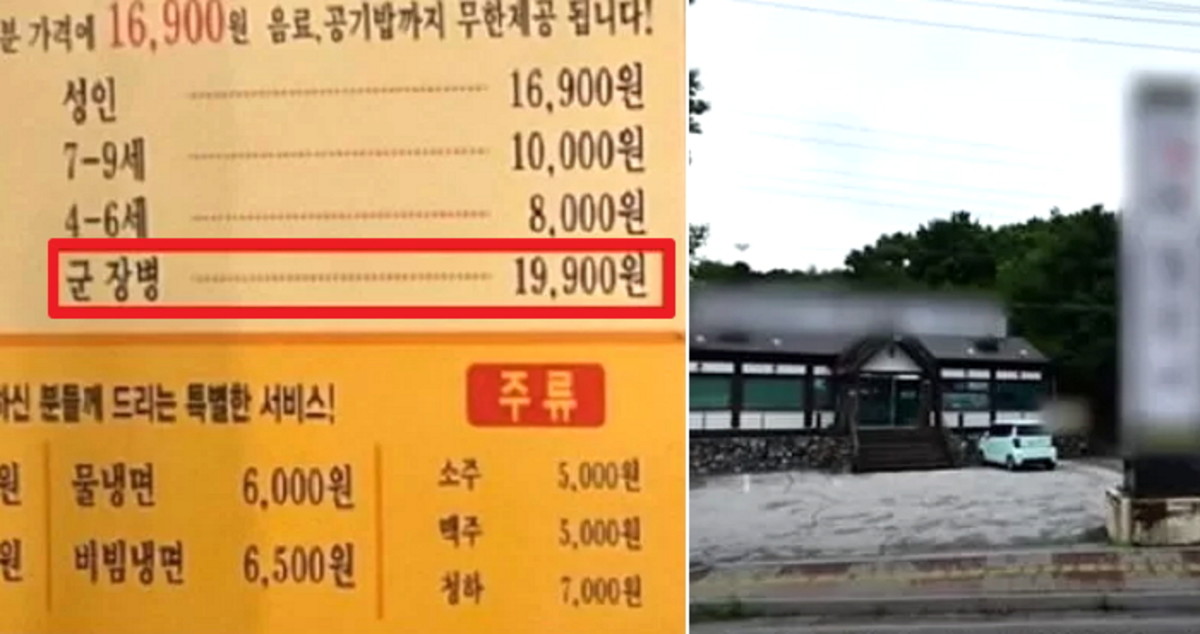 분 가격에 16,900원 음료,공기밥까지 무한제공 됩니다!
성인 16,900원
7-9세 10,000원
4-6세 8,000원
군 장병 19,900원
하신 분들께 드리는 특별한 서비스!
주류
원 물냉면 6,000원
원 비빔냉면 6,500원
소주 5,000원
맥주 5,000원
청하 7,000원